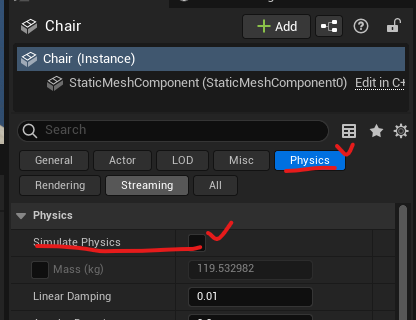 Chair
+ Add
Chair (Instance)
StaticMeshComponent (StaticMeshComponent0) Edit in C+
Search
General Actor LOD Misc Physics
Rendering Streaming All
Physics
Simulate Physics
Mass (kg) 119.532982
Linear Damping 0.01